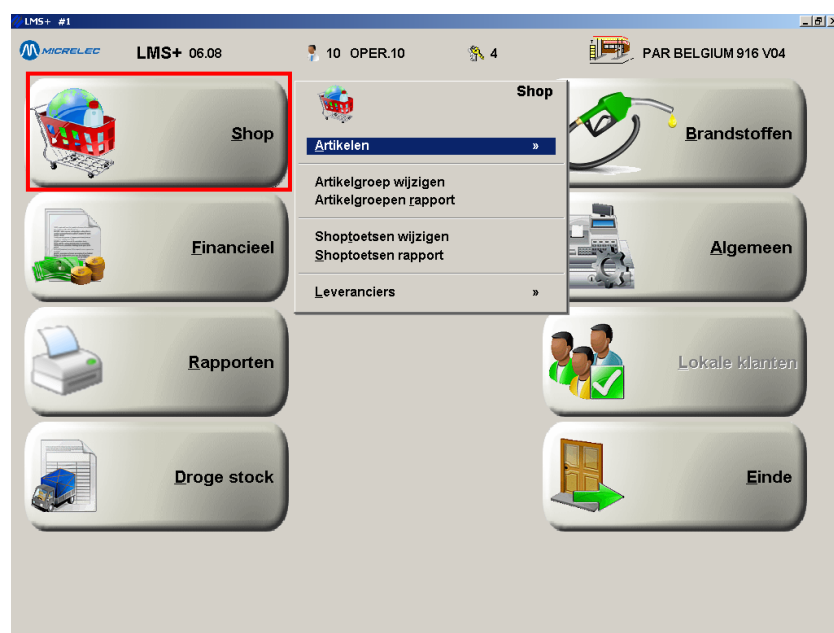 LMS+ #1
MICRELEC
LMS+ 06.08
10 OPER.10
4
PAR BELGIUM 916 V04
Shop
Financieel
Rapporten
Droge stock
Shop
Artikelen »
Artikelgroep wijzigen
Artikelgroepen rapport
Shoptoetsen wijzigen
Shoptoetsen rapport
Leveranciers »
Brandstoffen
Algemeen
Lokale klanten
Einde